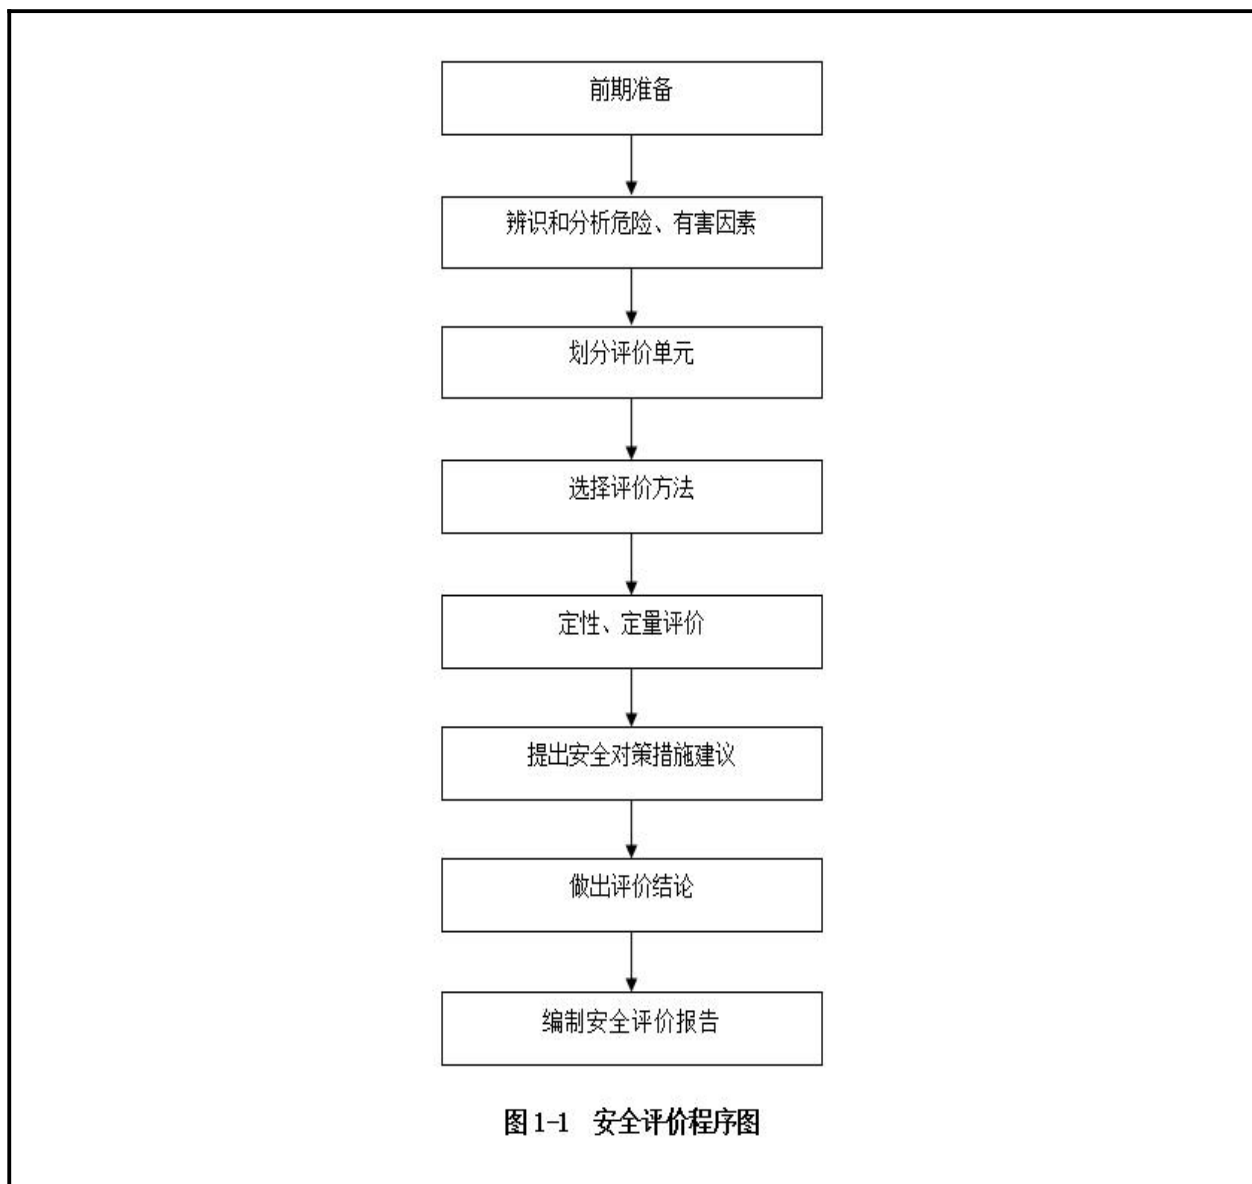 前期准备
辨识和分析危险、有害因素
划分评价单元
选择评价方法
定性、定量评价
提出安全对策措施建议
做出评价结论
编制安全评价报告
图1-1 安全评价程序图